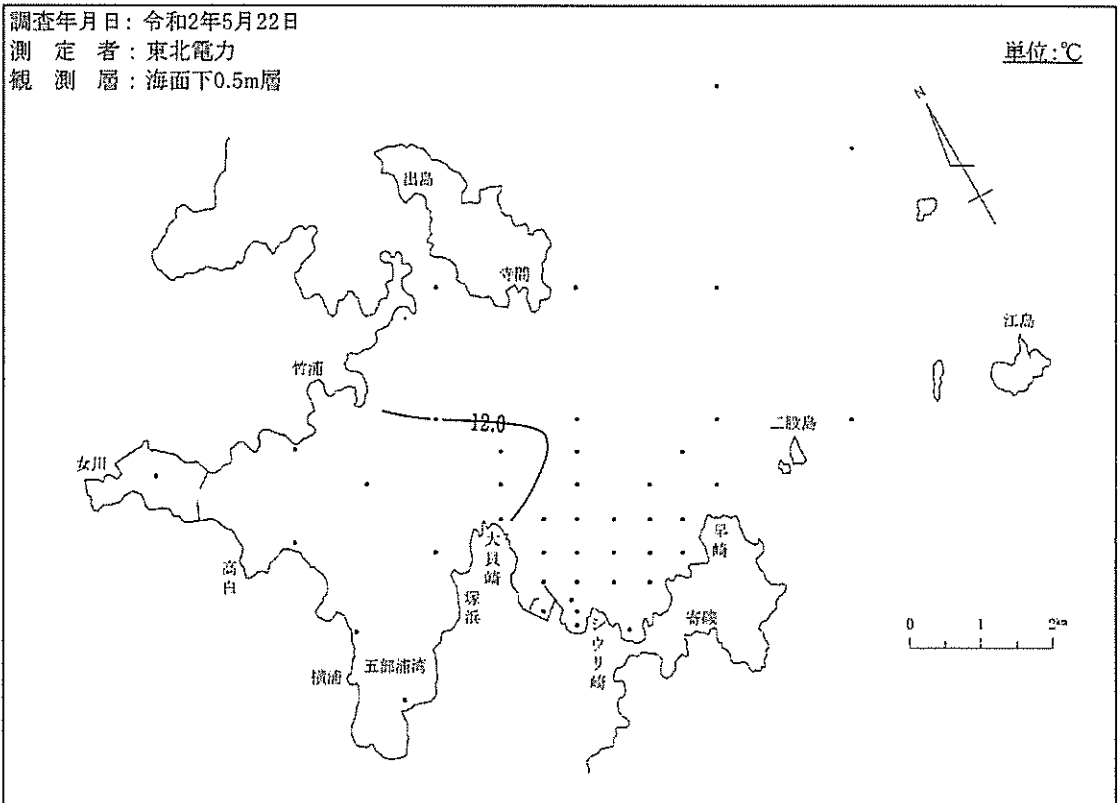 調査年月日：令和2年5月22日
測定者：東北電力
観測層：海面下0.5m層
単位：℃
N
出島
寺間
江島
竹浦
12.0
二股島
女川
大貝崎
早崎
高白
塚浜
シウリ崎
寄磯
0 1 2km
五部浦湾
横浦